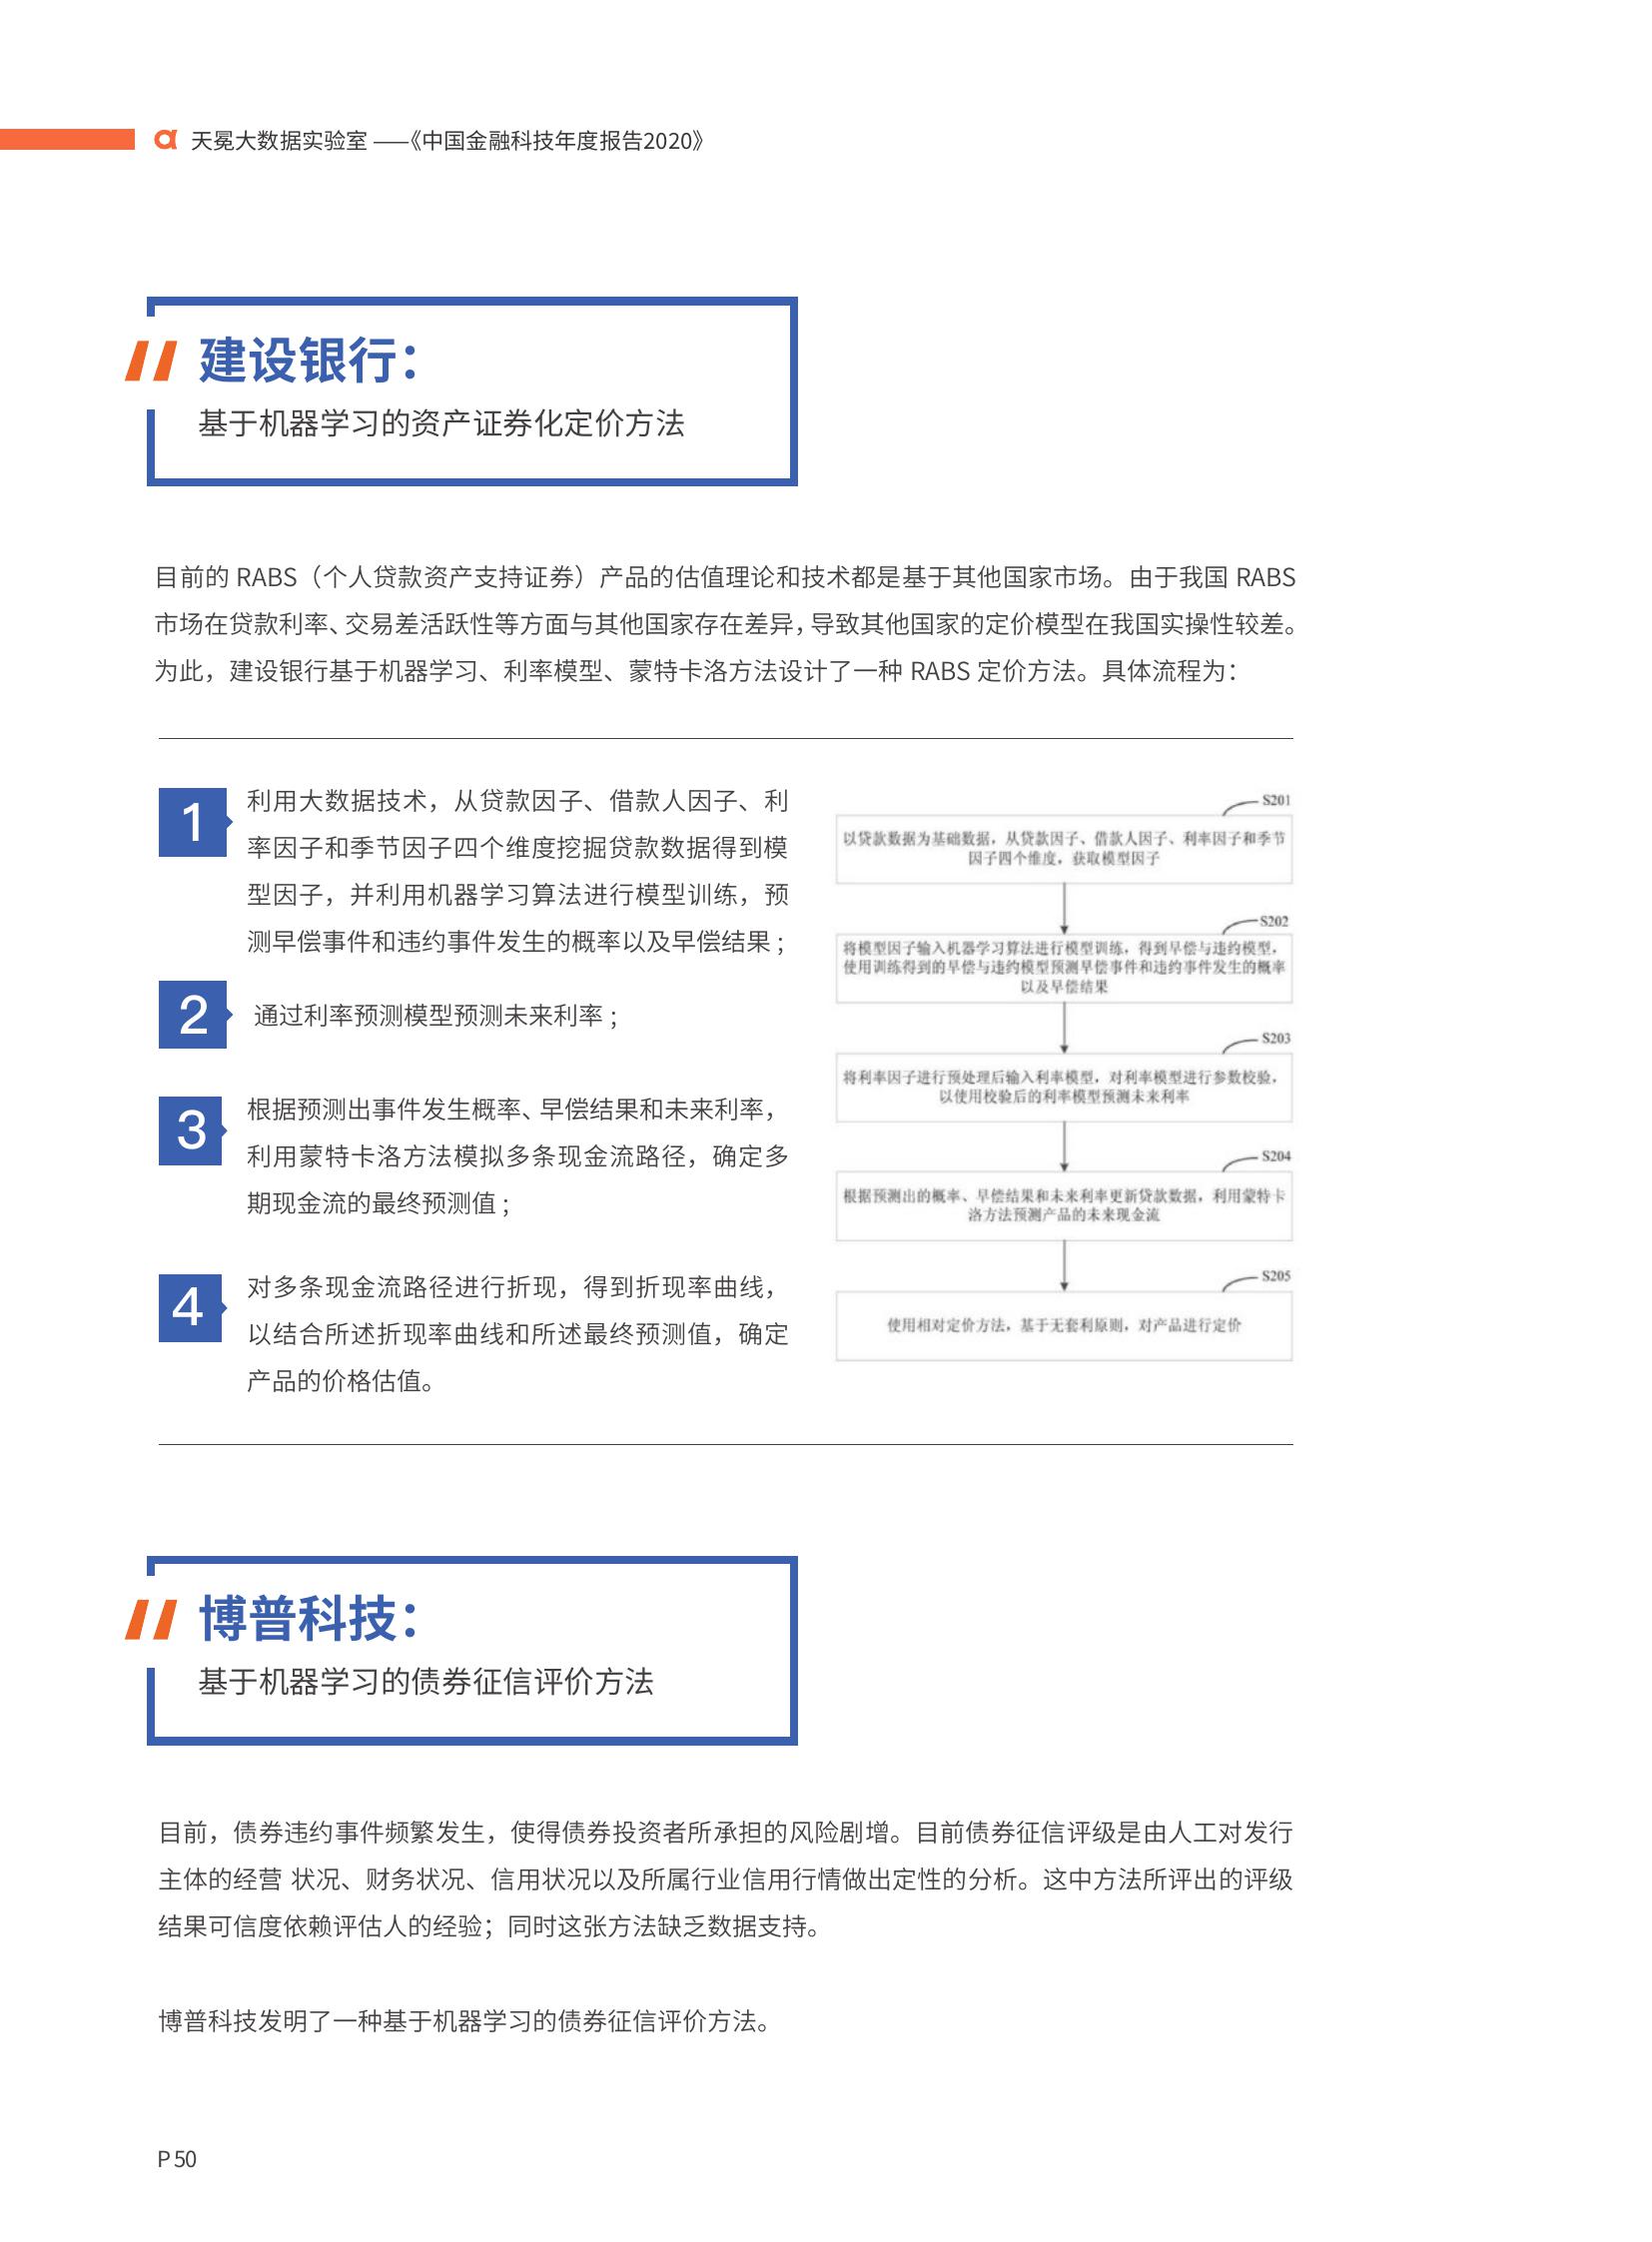 天冕大数据实验室 ——《中国金融科技年度报告2020》
建设银行：
基于机器学习的资产证券化定价方法
目前的 RABS（个人贷款资产支持证券）产品的估值理论和技术都是基于其他国家市场。由于我国 RABS
市场在贷款利率、交易差活跃性等方面与其他国家存在差异，导致其他国家的定价模型在我国实操性较差。
为此，建设银行基于机器学习、利率模型、蒙特卡洛方法设计了一种 RABS 定价方法。具体流程为：
1
利用大数据技术，从贷款因子、借款人因子、利
率因子和季节因子四个维度挖掘贷款数据得到模
型因子，并利用机器学习算法进行模型训练，预
测早偿事件和违约事件发生的概率以及早偿结果；
2
通过利率预测模型预测未来利率；
3
根据预测出事件发生概率、早偿结果和未来利率，
利用蒙特卡洛方法模拟多条现金流路径，确定多
期现金流的最终预测值；
4
对多条现金流路径进行折现，得到折现率曲线，
以结合所述折现率曲线和所述最终预测值，确定
产品的价格估值。
S201
以贷款数据为基础数据，从贷款因子、借款人因子、利率因子和季节
因子四个维度，获取模型因子
S202
将模型因子输入机器学习算法进行模型训练，得到早偿与违约模型，
使用训练得到的早偿与违约模型预测早偿事件和违约事件发生的概率
以及早偿结果
S203
将利率因子进行预处理后输入利率模型，对利率模型进行参数校验，
以使用校验后的利率模型预测未来利率
S204
根据预测出的概率、早偿结果和未来利率更新贷款数据，利用蒙特卡
洛方法预测产品的未来现金流
S205
使用相对定价方法，基于无套利原则，对产品进行定价
博普科技：
基于机器学习的债券征信评价方法
目前，债券违约事件频繁发生，使得债券投资者所承担的风险剧增。目前债券征信评级是由人工对发行
主体的经营 状况、财务状况、信用状况以及所属行业信用行情做出定性的分析。这中方法所评出的评级
结果可信度依赖评估人的经验；同时这张方法缺乏数据支持。
博普科技发明了一种基于机器学习的债券征信评价方法。
P 50